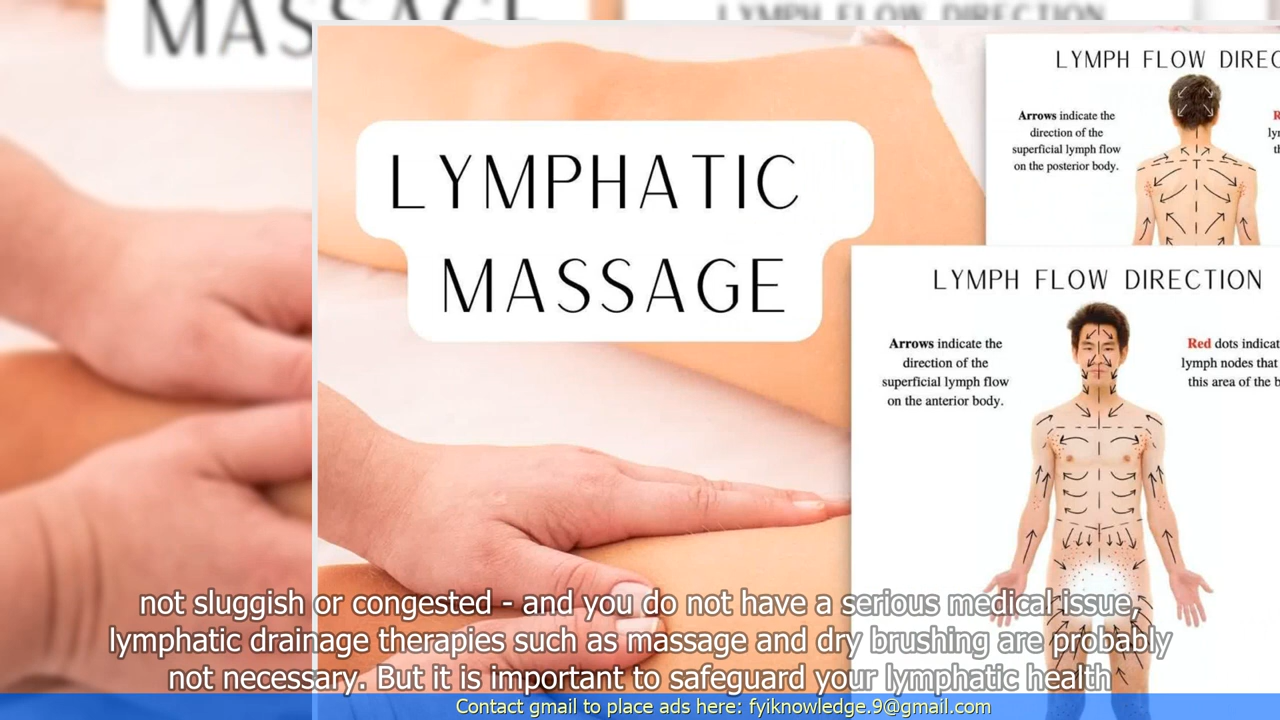 MAS
LYMPH FLOW DIRECTION
LYMPHATIC
MASSAGE
LYMPH FLOW DIREC
Arrows indicate the
direction of the
superficial lymph flow
on the posterior body.
LYMPH FLOW DIRECTION
Arrows indicate the
direction of the
superficial lymph flow
on the anterior body.
Red dots indicat
lymph nodes that
this area of the b
not sluggish or congested - and you do not have a serious medical issue,
lymphatic drainage therapies such as massage and dry brushing are probably
not necessary. But it is important to safeguard your lymphatic health
Contact gmail to place ads here: fyiknowledge.9@gmail.com